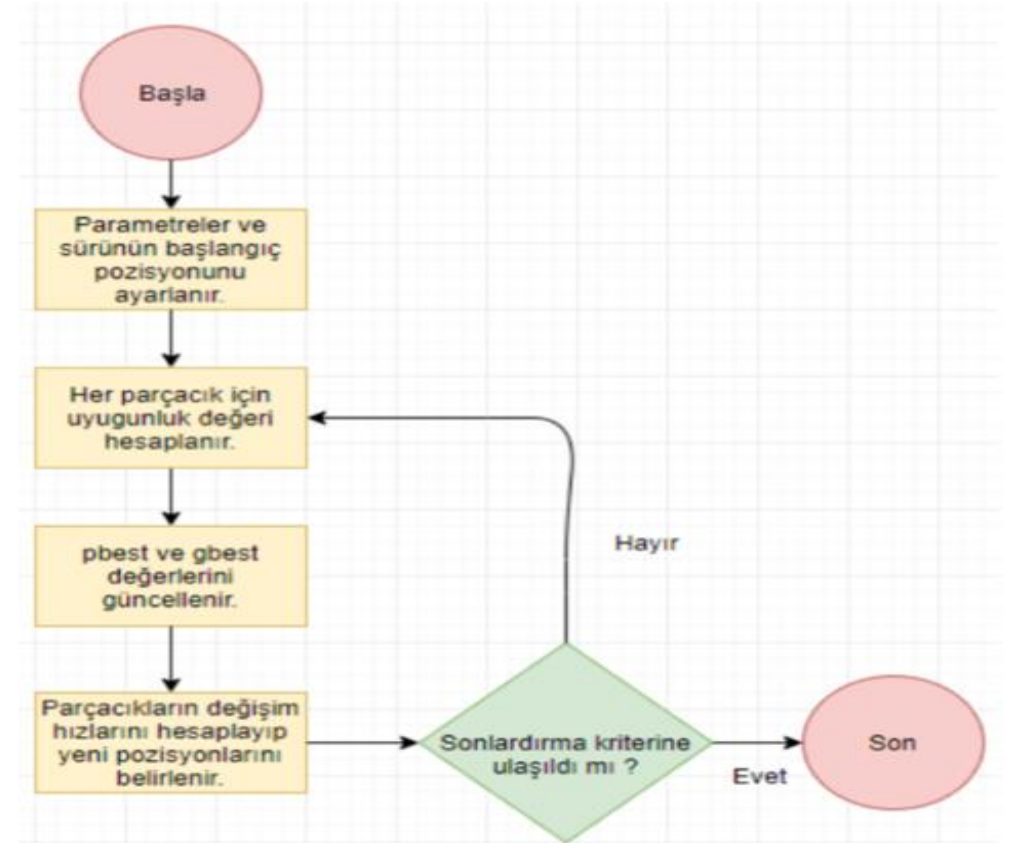 Başla
Parametreler ve
sürünün başlangıç
pozisyonunu
ayarlanır.
Her parçacık için
uyugunluk değeri
hesaplanır.
pbest ve gbest
değerlerini
güncellenir.
Parçacıkların değişim
hızlarını hesaplayıp
yeni pozisyonlarını
belirlenir.
Sonlardırma kriterine
ulaşıldı mı ?
Hayır
Evet
Son